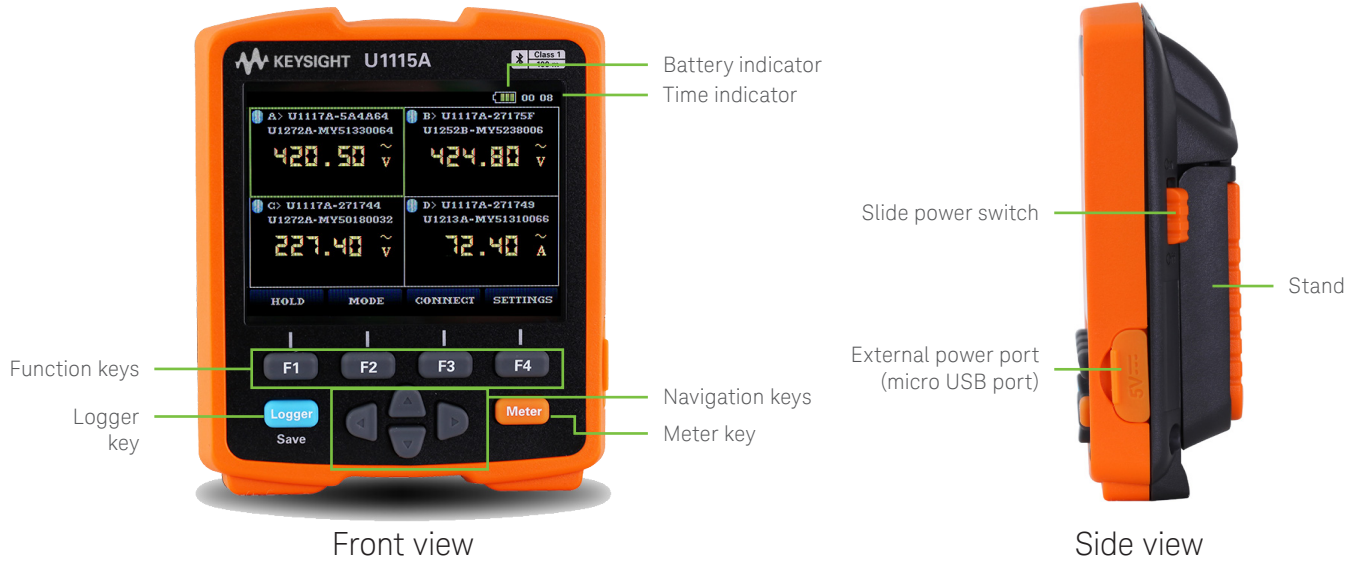 KEYSIGHT U1115A
Class 1
100 m
Battery indicator
Time indicator
00 08
A> U1117A-5A4A64
U1272A-MY51330064
420.50 ~ V
B> U1117A-27175F
U1252B-MY5238006
424.80 ~ V
C> U1117A-271744
U1272A-MY50180032
227.40 ~ V
D> U1117A-271749
U1213A-MY51310066
72.40 ~ A
HOLD MODE CONNECT SETTINGS
Function keys
F1 F2 F3 F4
Logger
key
Logger
Save
Meter
Navigation keys
Meter key
Front view
Slide power switch
Stand
External power port
(micro USB port)
5V
Side view